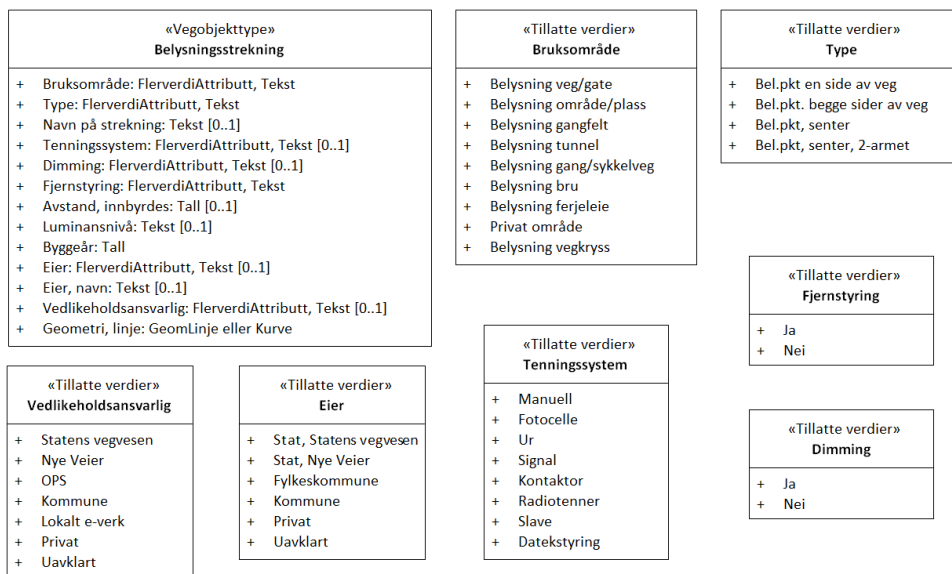 «Vegobjekttype»
Belysningsstrekning
+ Bruksområde: FlerverdiAttributt, Tekst
+ Type: FlerverdiAttributt, Tekst
+ Navn på strekning: Tekst [0..1]
+ Tenningssystem: FlerverdiAttributt, Tekst [0..1]
+ Dimming: FlerverdiAttributt, Tekst [0..1]
+ Fjernstyring: FlerverdiAttributt, Tekst
+ Avstand, innbyrdes: Tall [0..1]
+ Luminansnivå: Tekst [0..1]
+ Byggeår: Tall
+ Eier: FlerverdiAttributt, Tekst [0..1]
+ Eier, navn: Tekst [0..1]
+ Vedlikeholdsansvarlig: FlerverdiAttributt, Tekst [0..1]
+ Geometri, linje: GeomLinje eller Kurve
«Tillatte verdier»
Bruksområde
+ Belysning veg/gate
+ Belysning område/plass
+ Belysning gangfelt
+ Belysning tunnel
+ Belysning gang/sykkelveg
+ Belysning bru
+ Belysning ferjeleie
+ Privat område
+ Belysning vegkryss
«Tillatte verdier»
Type
+ Bel.pkt en side av veg
+ Bel.pkt. begge sider av veg
+ Bel.pkt, senter
+ Bel.pkt, senter, 2-armet
«Tillatte verdier»
Fjernstyring
+ Ja
+ Nei
«Tillatte verdier»
Vedlikeholdsansvarlig
+ Statens vegvesen
+ Nye Veier
+ OPS
+ Kommune
+ Lokalt e-verk
+ Privat
+ Uavklart
«Tillatte verdier»
Eier
+ Stat, Statens vegvesen
+ Stat, Nye Veier
+ Fylkeskommune
+ Kommune
+ Privat
+ Uavklart
«Tillatte verdier»
Tenningssystem
+ Manuell
+ Fotocelle
+ Ur
+ Signal
+ Kontaktor
+ Radiotenner
+ Slave
+ Datekstyring
«Tillatte verdier»
Dimming
+ Ja
+ Nei